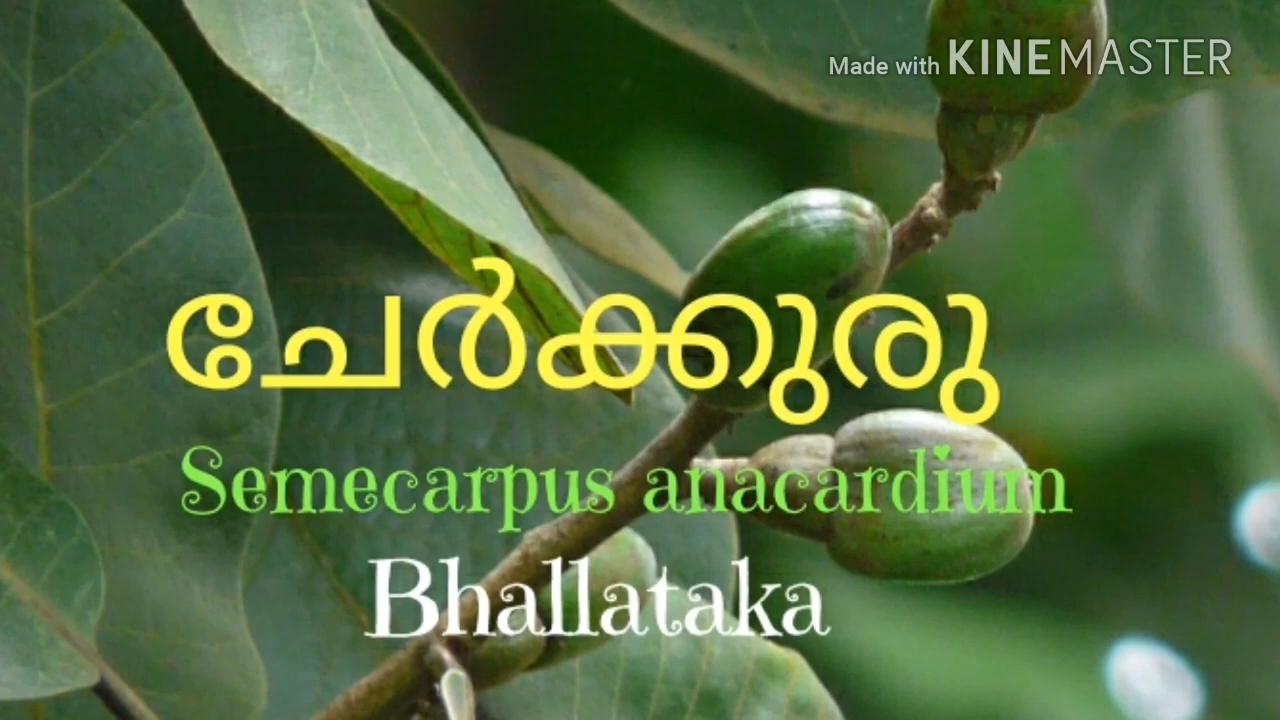 Made with KINEMASTER
ചേർക്കുരു
Semecarpus anacardium
Bhallataka